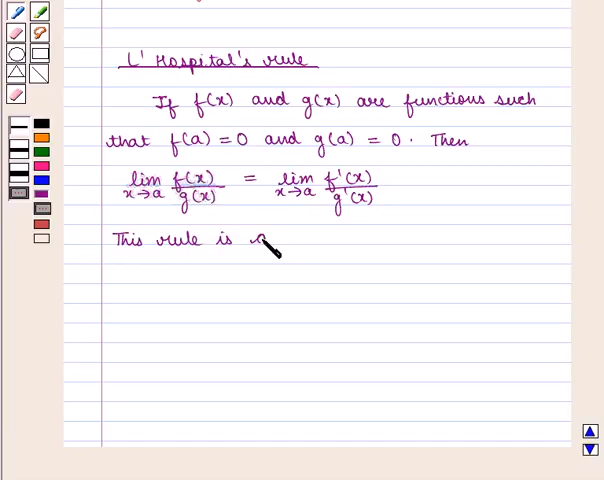 L' Hospital's rule
If f(x) and g(x) are functions such
that f(a) = 0 and g(a) = 0. Then
lim x→a f(x)/g(x) = lim x→a f'(x)/g'(x)
This rule is